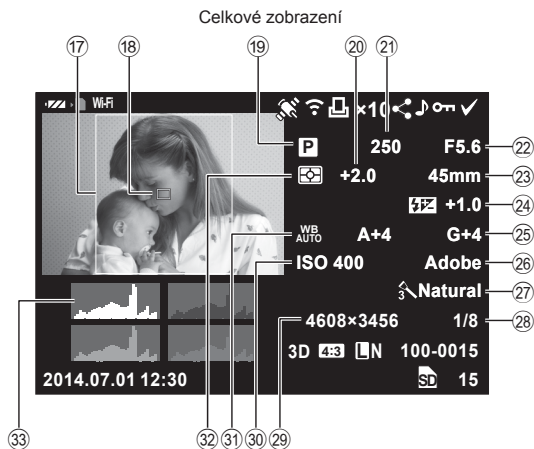 Celkové zobrazení
17 18 19 20 21
Wi-Fi ×10
P 250 F5.6 22
+2.0 45mm 23
+1.0 24
WB AUTO A+4 G+4 25
ISO 400 Adobe 26
3 Natural 27
4608×3456 1/8 28
3D 4:3 LN 100-0015
2014.07.01 12:30 SD 15
33 32 31 30 29